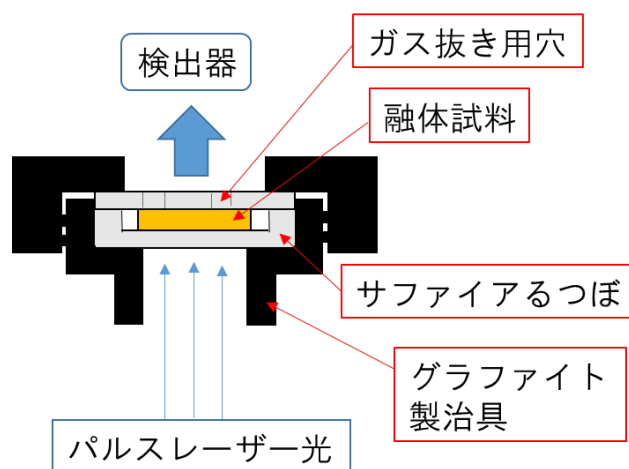 ガス抜き用穴
検出器
融体試料
サファイアるつぼ
グラファイト
製治具
パルスレーザー光